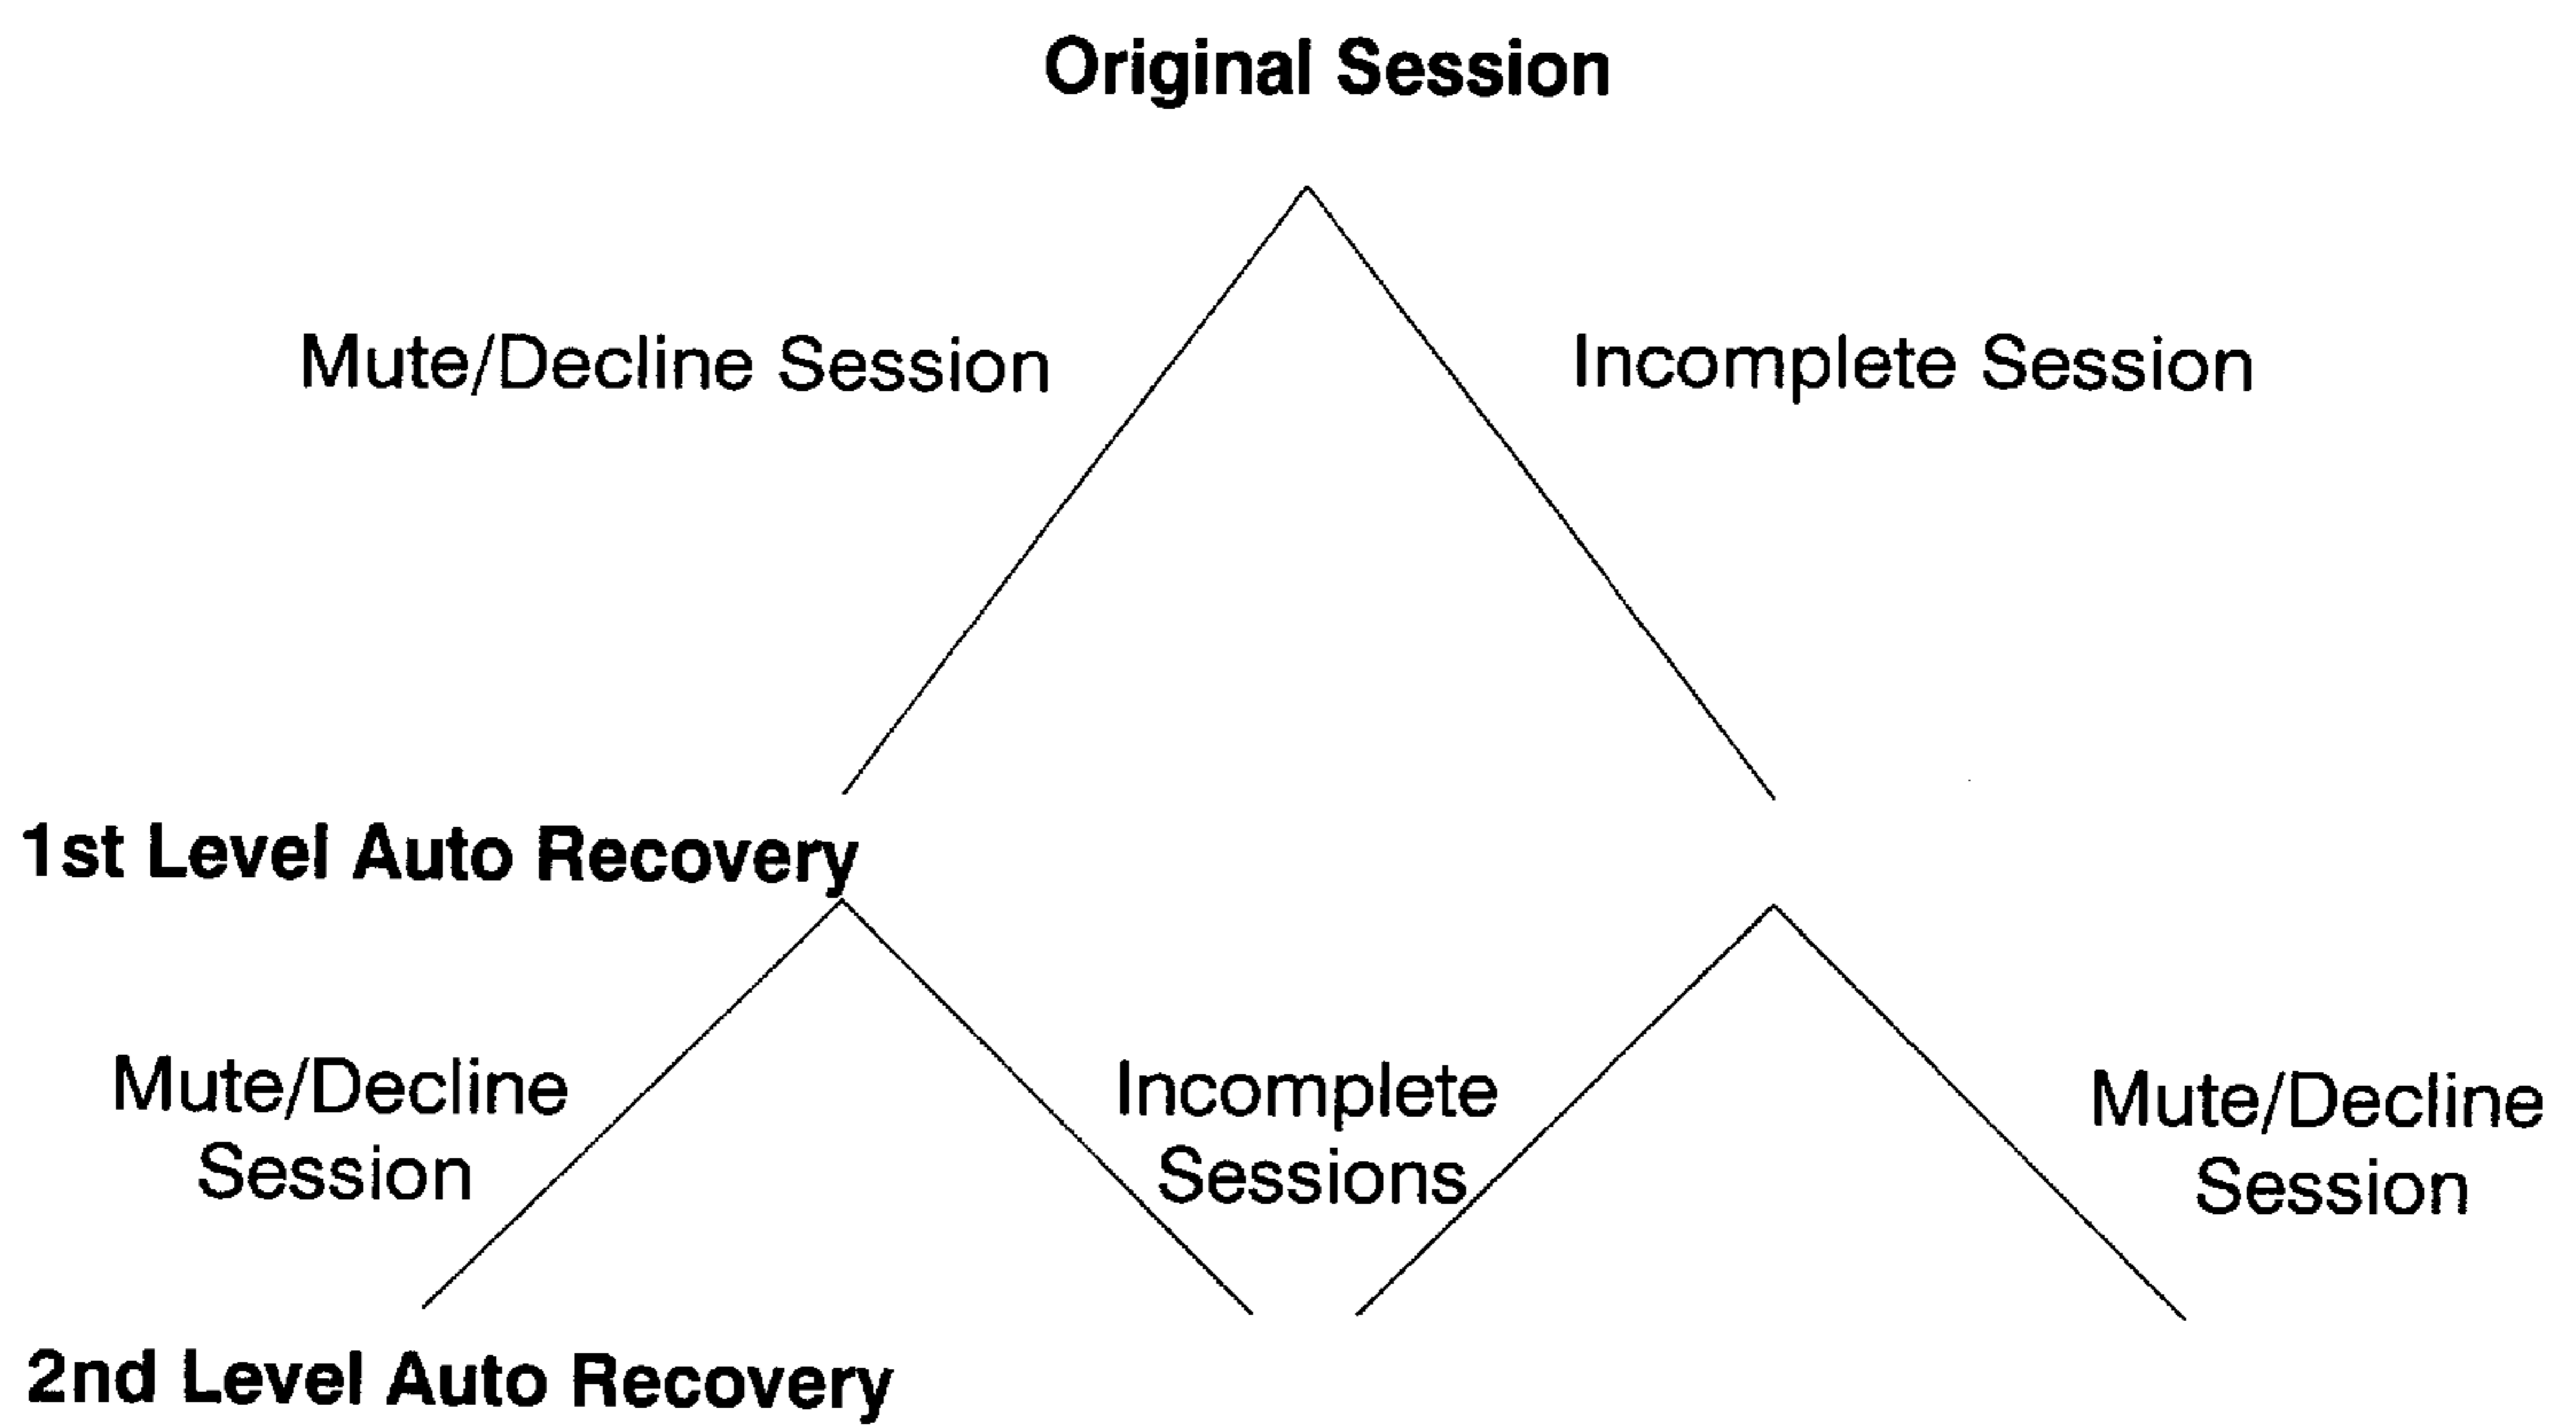 Original Session
Mute/Decline Session
Incomplete Session
1st Level Auto Recovery
Mute/Decline
Session
Incomplete
Sessions
Mute/Decline
Session
2nd Level Auto Recovery